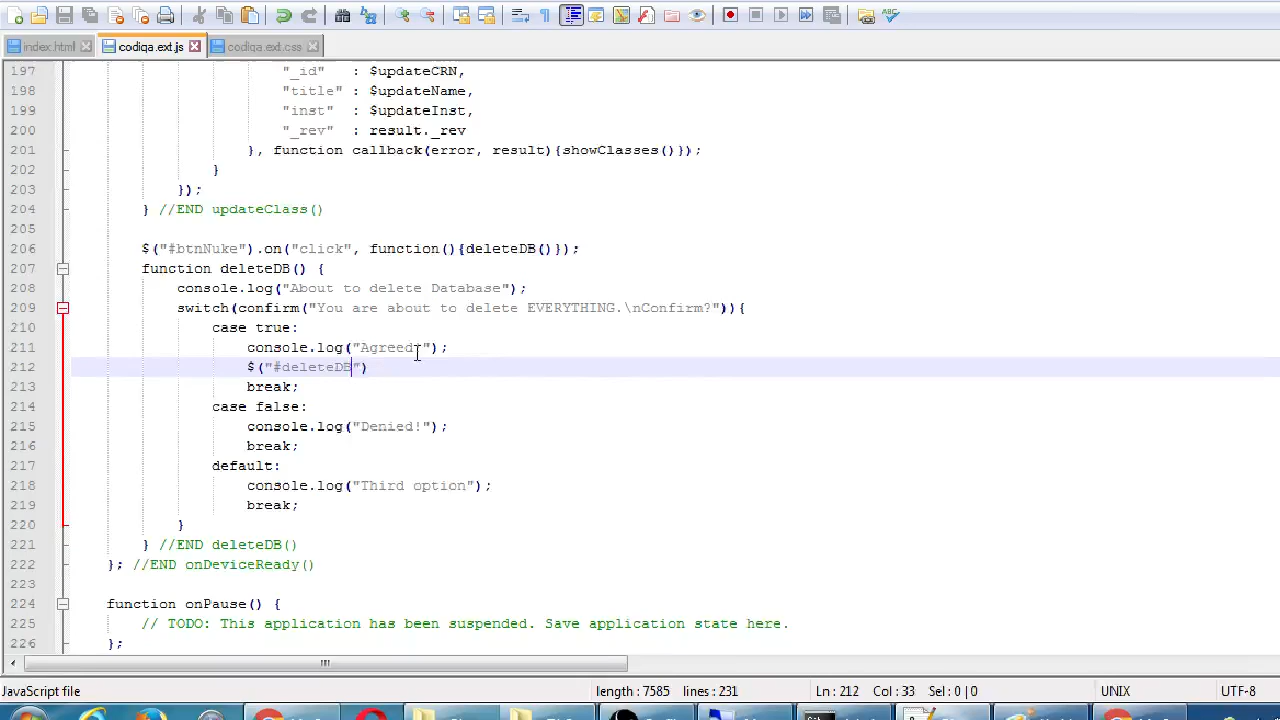 index.html
codiqa.ext.js
codiqa.ext.css
197 "_id" : $updateCRN,
198 "title" : $updateName,
199 "inst" : $updateInst,
200 "_rev" : result._rev
201 }, function callback(error, result){showClasses()});
202 }
203 });
204 } //END updateClass()
205
206 $("#btnNuke").on("click", function(){deleteDB()});
207 function deleteDB() {
208 console.log("About to delete Database");
209 switch(confirm("You are about to delete EVERYTHING.\nConfirm?")){
210 case true:
211 console.log("Agreed!");
212 $("#deleteDB")
213 break;
214 case false:
215 console.log("Denied!");
216 break;
217 default:
218 console.log("Third option");
219 break;
220 }
221 } //END deleteDB()
222 }; //END onDeviceReady()
223
224 function onPause() {
225 // TODO: This application has been suspended. Save application state here.
226 };
JavaScript file length : 7585 lines : 231 Ln : 212 Col : 33 Sel : 0 | 0 UNIX UTF-8